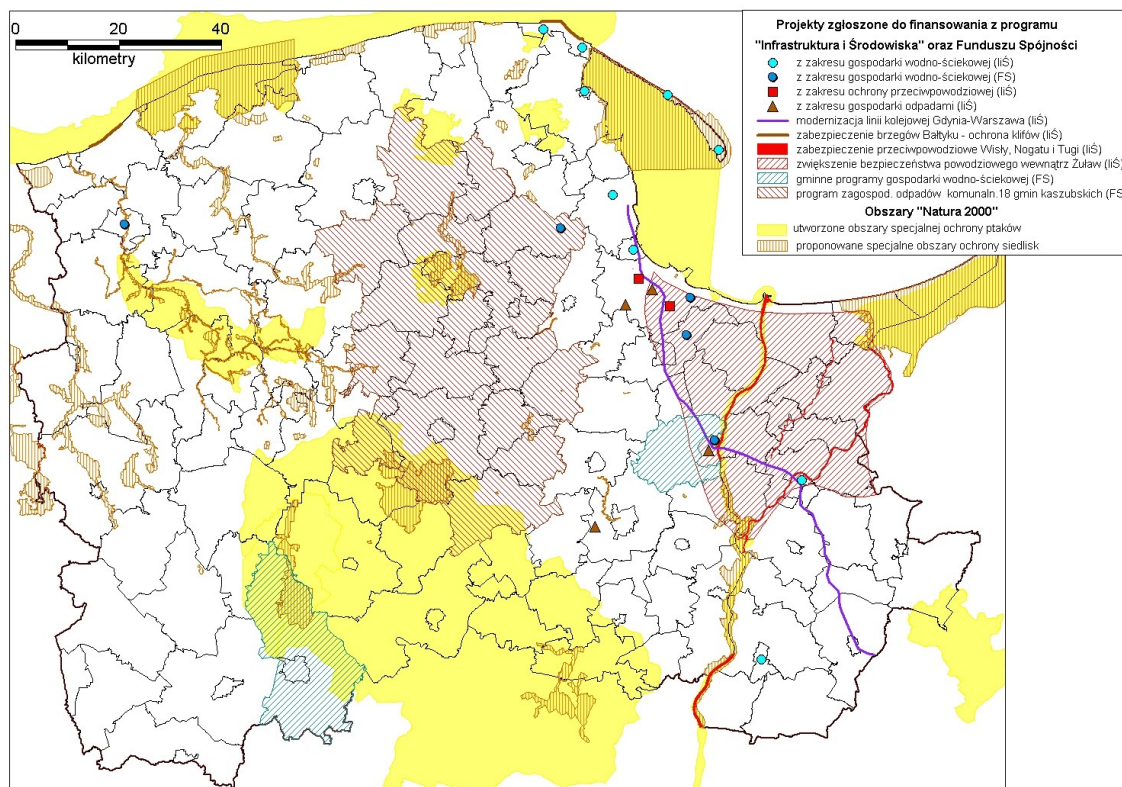 0 20 40
kilometry
Projekty zgłoszone do finansowania z programu
"Infrastruktura i Środowiska" oraz Funduszu Spójności
z zakresu gospodarki wodno-ściekowej (IiŚ)
z zakresu gospodarki wodno-ściekowej (FS)
z zakresu ochrony przeciwpowodziowej (IiŚ)
z zakresu gospodarki odpadami (IiŚ)
modernizacja linii kolejowej Gdynia-Warszawa (IiŚ)
zabezpieczenie brzegów Bałtyku - ochrona klifów (IiŚ)
zabezpieczenie przeciwpowodziowe Wisły, Nogatu i Tugi (IiŚ)
zwiększenie bezpieczeństwa powodziowego wewnątrz Żuław (IiŚ)
gminne programy gospodarki wodno-ściekowej (FS)
program zagospod. odpadów komunaln.18 gmin kaszubskich (FS
Obszary "Natura 2000"
utworzone obszary specjalnej ochrony ptaków
proponowane specjalne obszary ochrony siedlisk